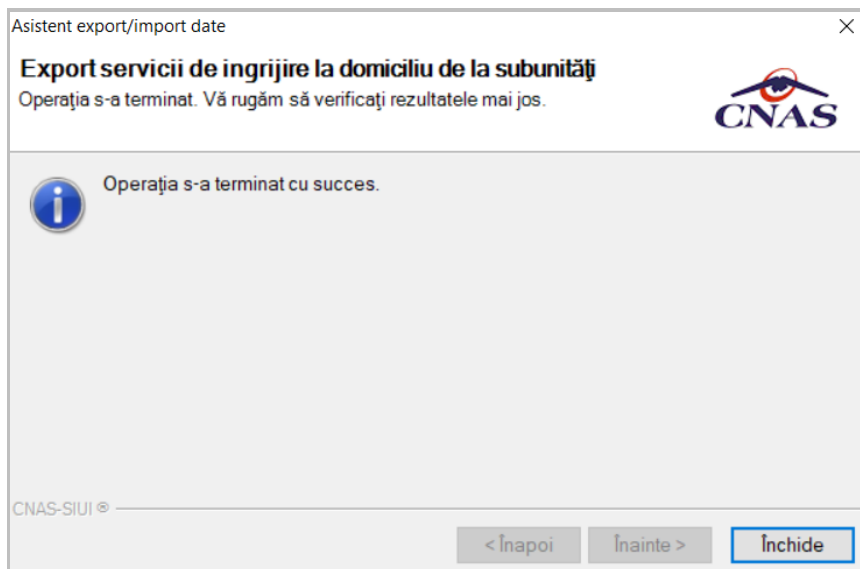 Asistent export/import date
Export servicii de ingrijire la domiciliu de la subunităţi
Operaţia s-a terminat. Vă rugăm să verificaţi rezultatele mai jos.
CNAS
Operaţia s-a terminat cu succes.
CNAS-SIUI ®
< Înapoi
Înainte >
Închide